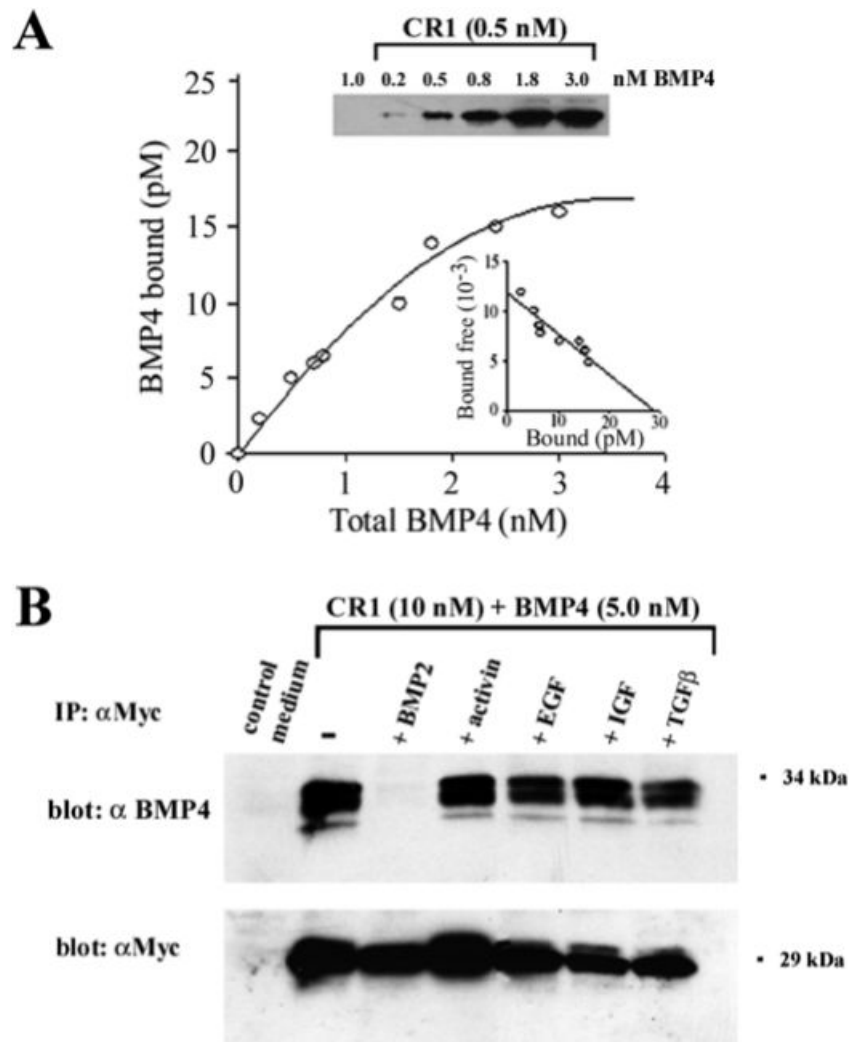 A
CR1 (0.5 nM)
1.0 0.2 0.5 0.8 1.8 3.0 nM BMP4
BMP4 bound (pM)
25
20
15
10
5
0
0 1 2 3 4
Total BMP4 (nM)
Bound free (10-3)
15
10
5
0
0 10 20 30
Bound (pM)
B
CR1 (10 nM) + BMP4 (5.0 nM)
IP: αMyc
control
medium
-
+ BMP2
+ activin
+ EGF
+ IGF
+ TGFβ
blot: α BMP4
· 34 kDa
blot: αMyc
· 29 kDa